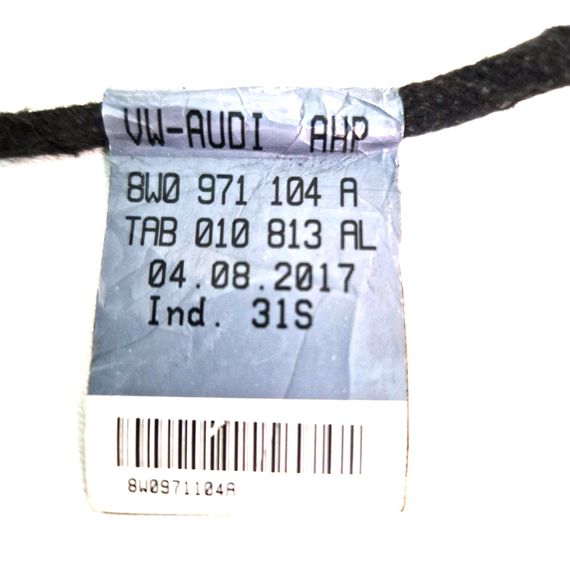 VW-AUDI AHP
8W0 971 104 A
TAB 010 813 AL
04.08.2017
Ind. 31S
8W0971104A